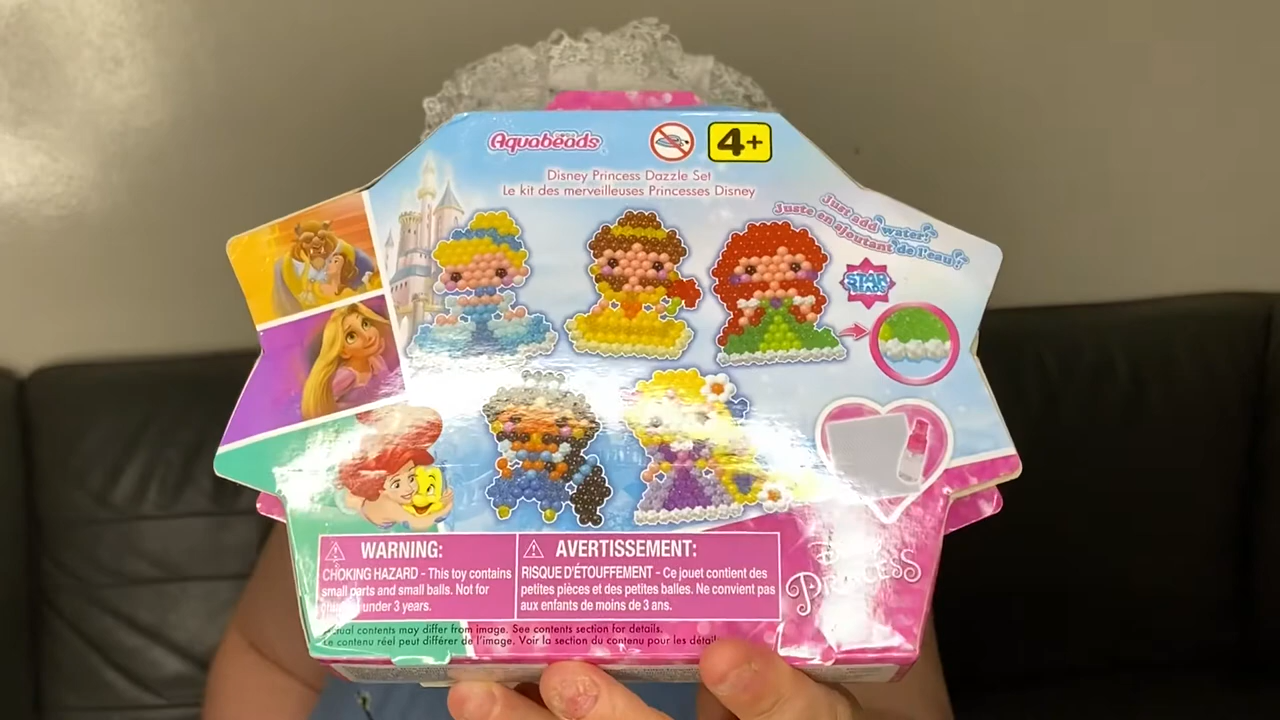 Aquabeads
4+
Disney Princess Dazzle Set
Le kit des merveilleuses Princesses Disney
Just add water!
Juste en ajoutant de l'eau!
STAR
BEADS
WARNING:
CHOKING HAZARD - This toy contains
small parts and small balls. Not for
under 3 years.
AVERTISSEMENT:
RISQUE D'ÉTOUFFEMENT - Ce jouet contient des
petites pièces et des petites balles. Ne convient pas
aux enfants de moins de 3 ans.
PRINCESS
contents may differ from image. See contents section for details.
contenu réel peut différer de l'image. Voir la section du contenu pour les